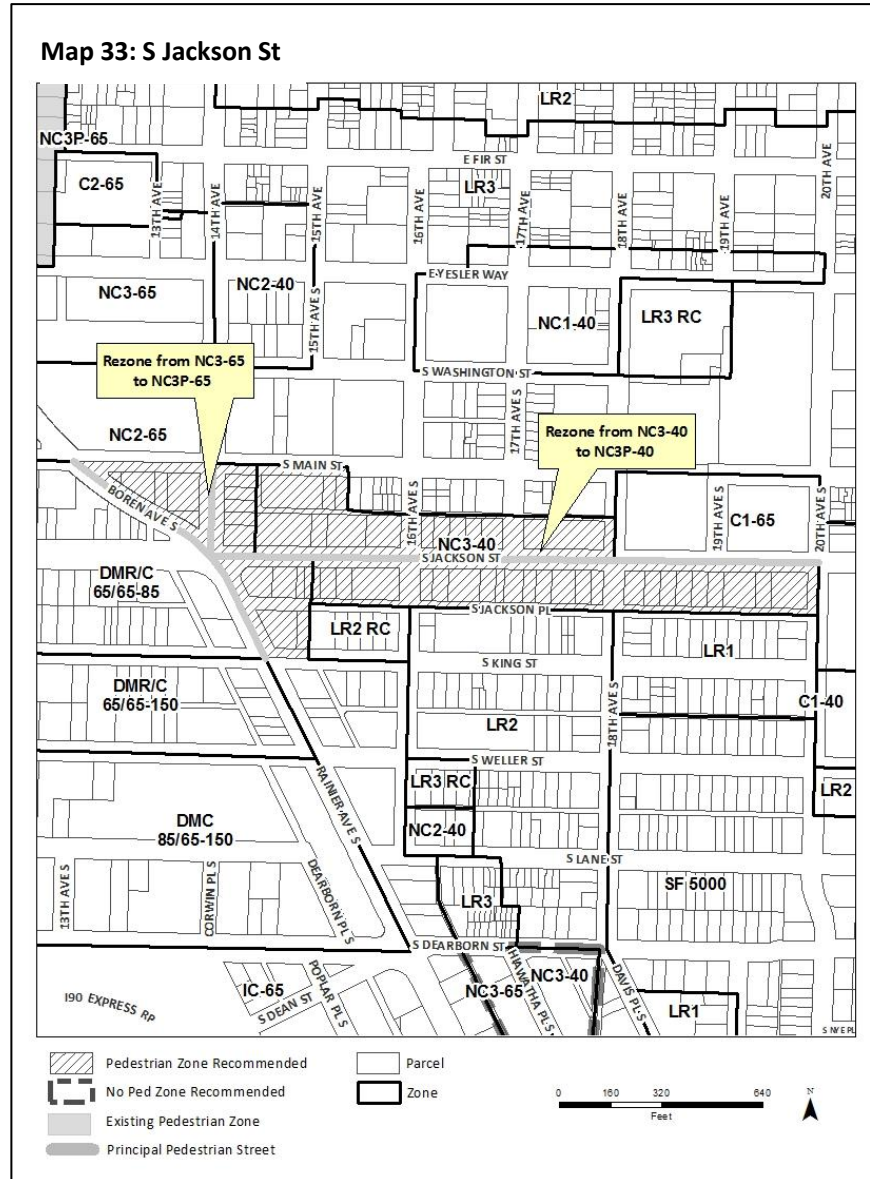 Map 33: S Jackson St
LR2
NC3P-65
E FIR ST
C2-65
LR3
13TH AVE
14TH AVE
15TH AVE
16TH AVE
17TH AVE
18TH AVE
19TH AVE
20TH AVE
E YESLER WAY
NC3-65
NC2-40
NC1-40
LR3 RC
15TH AVE S
Rezone from NC3-65
to NC3P-65
S WASHINGTON ST
17TH AVE S
Rezone from NC3-40
to NC3P-40
NC2-65
S MAIN ST
BOREN AVE S
16TH AVE S
NC3-40
C1-65
19TH AVE S
20TH AVE S
S JACKSON ST
DMR/C
65/65-85
S JACKSON PL
LR2 RC
LR1
S KING ST
DMR/C
65/65-150
C1-40
LR2
18TH AVE S
S WELLER ST
RAINIER AVE S
LR3 RC
LR2
DMC
85/65-150
NC2-40
S LANE ST
13TH AVE S
CORWIN PL S
DEARBORN PL S
LR3
SF 5000
S DEARBORN ST
IC-65
POPLAR PL S
NC3-65
HIAWATHA PL S
NC3-40
DAVIS PL S
I90 EXPRESS RP
S DEAN ST
LR1
S NYE PL
Pedestrian Zone Recommended
Parcel
No Ped Zone Recommended
Zone
Existing Pedestrian Zone
Principal Pedestrian Street
0 160 320 640
Feet
N